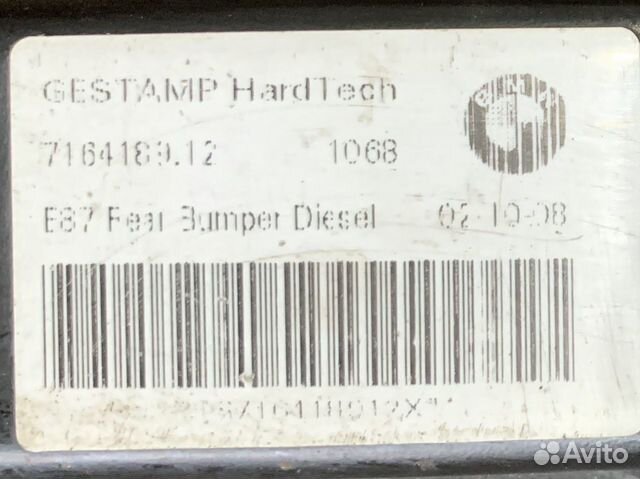 GESTAMP HardTech
7164189.12 1068
E87 Rear Bumper Diesel 02-10-08
Avito